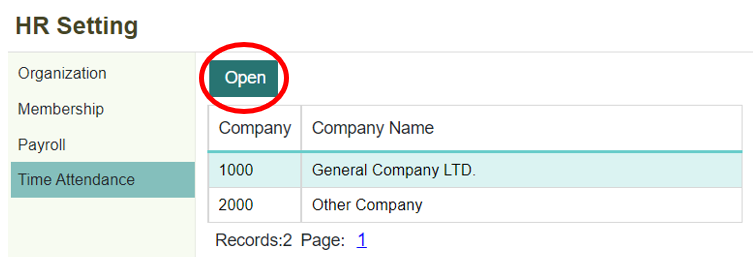 HR Setting
Organization
Membership
Payroll
Time Attendance
Open
Company Company Name
1000 General Company LTD.
2000 Other Company
Records:2 Page: 1